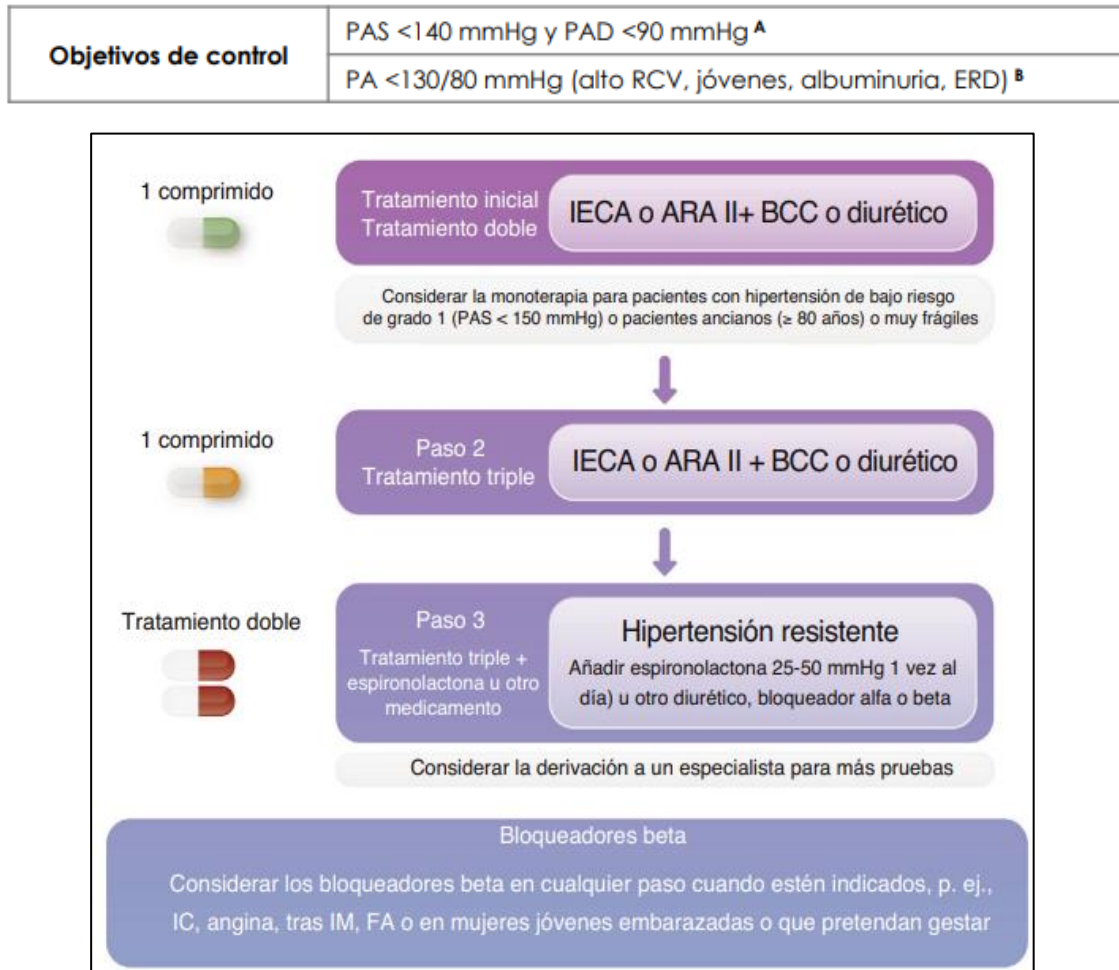 Objetivos de control
PAS <140 mmHg y PAD <90 mmHg A
PA <130/80 mmHg (alto RCV, jóvenes, albuminuria, ERD) B
1 comprimido
Tratamiento inicial
Tratamiento doble
IECA o ARA II+ BCC o diurético
Considerar la monoterapia para pacientes con hipertensión de bajo riesgo
de grado 1 (PAS < 150 mmHg) o pacientes ancianos (≥ 80 años) o muy frágiles
1 comprimido
Paso 2
Tratamiento triple
IECA o ARA II + BCC o diurético
Tratamiento doble
Paso 3
Tratamiento triple +
espironolactona u otro
medicamento
Hipertensión resistente
Añadir espironolactona 25-50 mmHg 1 vez al
día) u otro diurético, bloqueador alfa o beta
Considerar la derivación a un especialista para más pruebas
Bloqueadores beta
Considerar los bloqueadores beta en cualquier paso cuando estén indicados, p. ej.,
IC, angina, tras IM, FA o en mujeres jóvenes embarazadas o que pretendan gestar